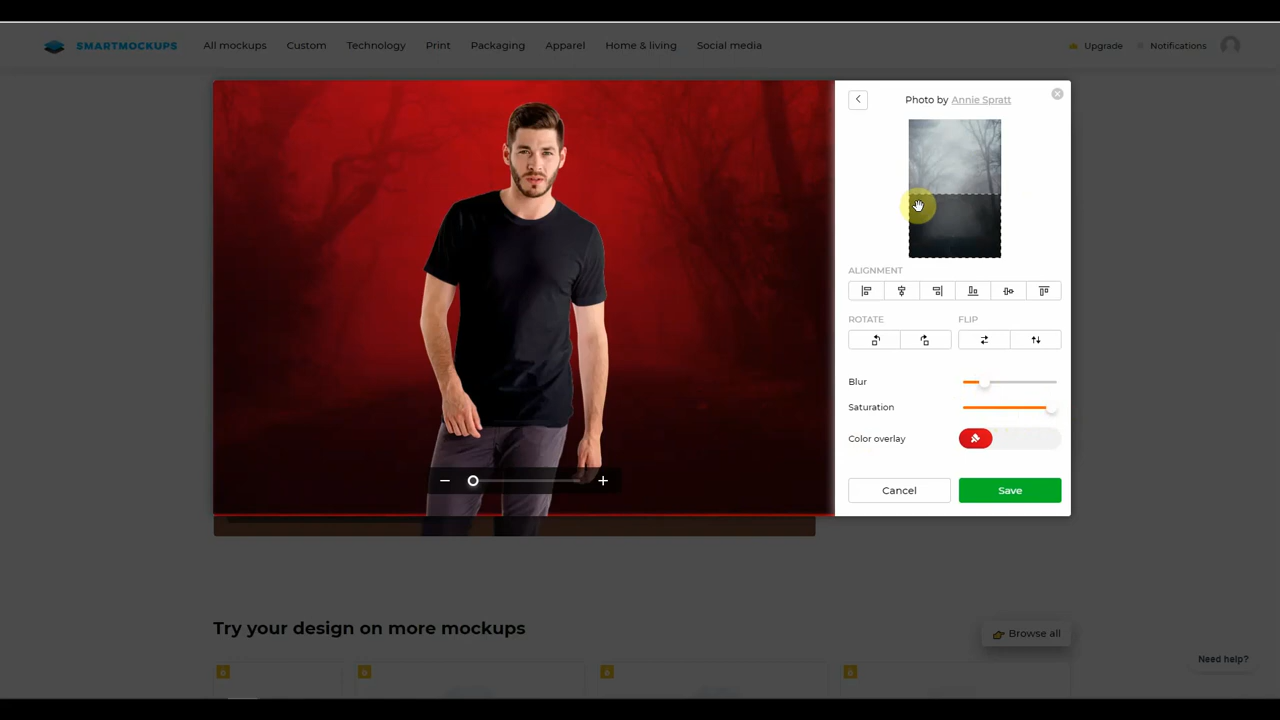 SMARTMOCKUPS
All mockups Custom Technology Print Packaging Apparel Home & living Social media
Upgrade Notifications
Photo by Annie Spratt
ALIGNMENT
ROTATE FLIP
Blur
Saturation
Color overlay
Cancel Save
Try your design on more mockups
Browse all
Need help?